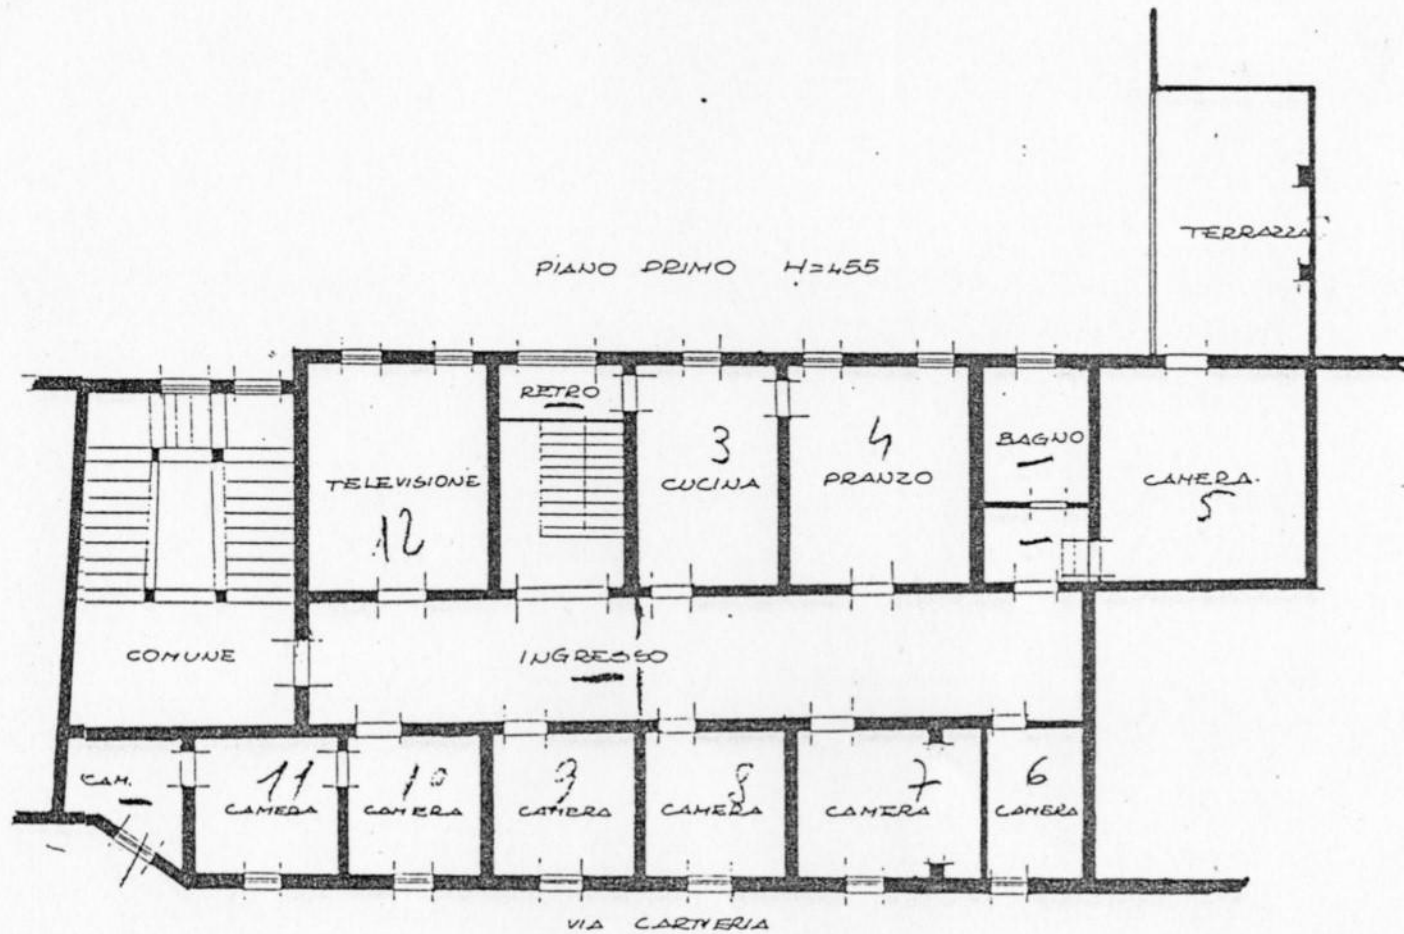 TERRAZZA
PIANO PRIMO H=455
RETRO
3
4
BAGNO
TELEVISIONE
CUCINA
PRANZO
CAMERA
12
5
COMUNE
INGRESSO
CAM.
11
10
9
8
7
6
CAMERA
CAMERA
CAMERA
CAMERA
CAMERA
CAMERA
VIA